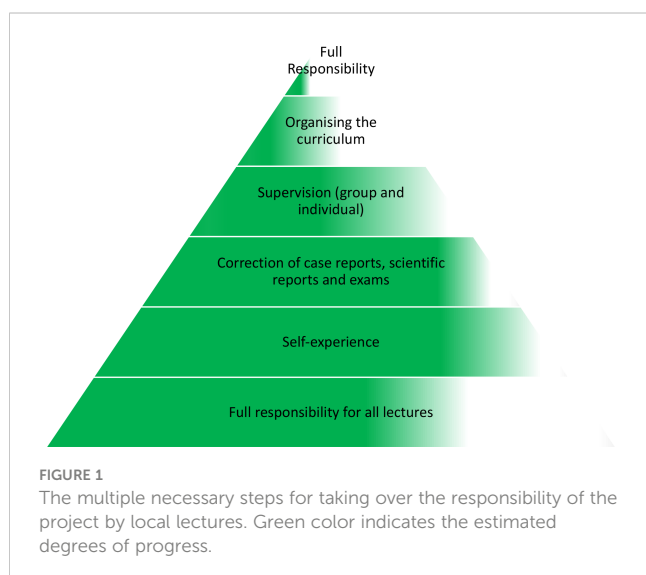 Full
Responsibility
Organising the
curriculum
Supervision (group and
individual)
Correction of case reports, scientific
reports and exams
Self-experience
Full responsibility for all lectures
FIGURE 1
The multiple necessary steps for taking over the responsibility of the
project by local lectures. Green color indicates the estimated
degrees of progress.